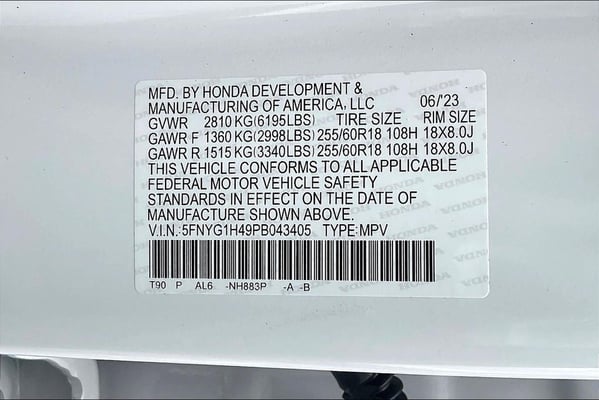 MFD. BY HONDA DEVELOPMENT &
MANUFACTURING OF AMERICA, LLC 06/'23
GVWR 2810 KG(6195LBS) TIRE SIZE RIM SIZE
GAWR F 1360 KG(2998LBS) 255/60R18 108H 18X8.0J
GAWR R 1515 KG(3340LBS) 255/60R18 108H 18X8.0J
THIS VEHICLE CONFORMS TO ALL APPLICABLE
FEDERAL MOTOR VEHICLE SAFETY
STANDARDS IN EFFECT ON THE DATE OF
MANUFACTURE SHOWN ABOVE.
V.I.N.:5FNYG1H49PB043405 TYPE:MPV
T90 P AL6 -NH883P -A -B